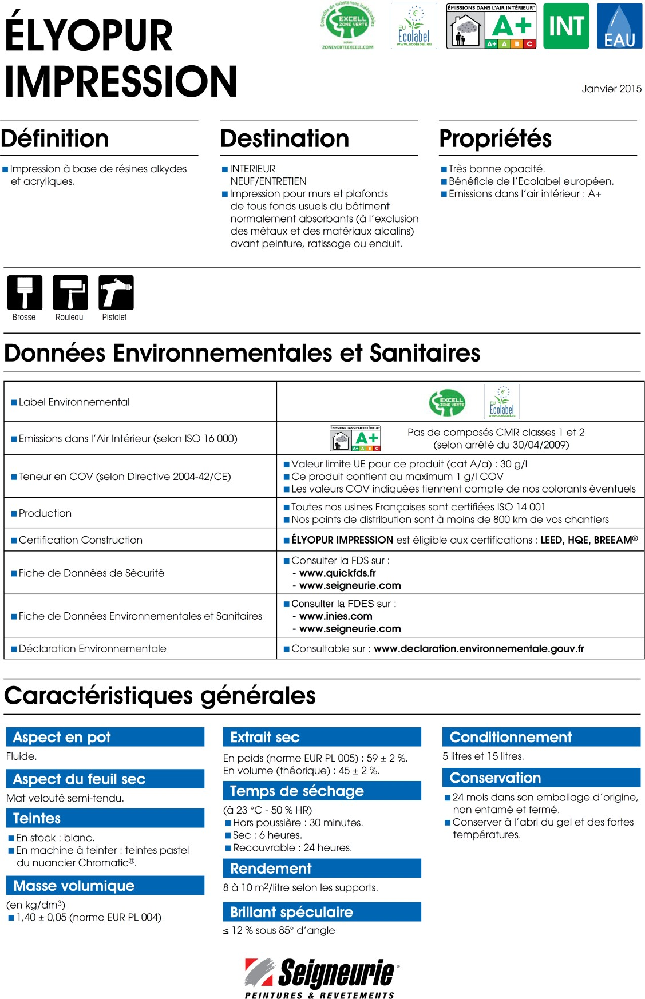 ÉLYOPUR
IMPRESSION
Contrôle de substances indésirables
EXCELL
ZONE VERTE
selon
ZONEVERTEEXCELL.COM
EU
Ecolabel
www.ecolabel.eu
ÉMISSIONS DANS L'AIR INTÉRIEUR*
A+
A+ A B C
INT
EAU
Janvier 2015
Définition
Impression à base de résines alkydes
et acryliques.
Destination
INTERIEUR
NEUF/ENTRETIEN
Impression pour murs et plafonds
de tous fonds usuels du bâtiment
normalement absorbants (à l'exclusion
des métaux et des matériaux alcalins)
avant peinture, ratissage ou enduit.
Propriétés
Très bonne opacité.
Bénéficie de l'Ecolabel européen.
Emissions dans l'air intérieur : A+
Brosse Rouleau Pistolet
Données Environnementales et Sanitaires
Label Environnemental
EXCELL
ZONE VERTE
EU
Ecolabel
www.ecolabel.eu
Emissions dans l'Air Intérieur (selon ISO 16 000)
ÉMISSIONS DANS L'AIR INTÉRIEUR*
A+
A+ A B C
Pas de composés CMR classes 1 et 2
(selon arrêté du 30/04/2009)
Teneur en COV (selon Directive 2004-42/CE)
Valeur limite UE pour ce produit (cat A/a) : 30 g/l
Ce produit contient au maximum 1 g/l COV
Les valeurs COV indiquées tiennent compte de nos colorants éventuels
Production
Toutes nos usines Françaises sont certifiées ISO 14 001
Nos points de distribution sont à moins de 800 km de vos chantiers
Certification Construction
ÉLYOPUR IMPRESSION est éligible aux certifications : LEED, HQE, BREEAM®
Fiche de Données de Sécurité
Consulter la FDS sur :
- www.quickfds.fr
- www.seigneurie.com
Fiche de Données Environnementales et Sanitaires
Consulter la FDES sur :
- www.inies.com
- www.seigneurie.com
Déclaration Environnementale
Consultable sur : www.declaration.environnementale.gouv.fr
Caractéristiques générales
Aspect en pot
Fluide.
Aspect du feuil sec
Mat velouté semi-tendu.
Teintes
En stock : blanc.
En machine à teinter : teintes pastel
du nuancier Chromatic®.
Masse volumique
(en kg/dm³)
1,40 ± 0,05 (norme EUR PL 004)
Extrait sec
En poids (norme EUR PL 005) : 59 ± 2 %.
En volume (théorique) : 45 ± 2 %.
Temps de séchage
(à 23 °C - 50 % HR)
Hors poussière : 30 minutes.
Sec : 6 heures.
Recouvrable : 24 heures.
Rendement
8 à 10 m²/litre selon les supports.
Brillant spéculaire
≤ 12 % sous 85° d'angle
Conditionnement
5 litres et 15 litres.
Conservation
24 mois dans son emballage d'origine,
non entamé et fermé.
Conserver à l'abri du gel et des fortes
températures.
Seigneurie®
PEINTURES & REVETEMENTS